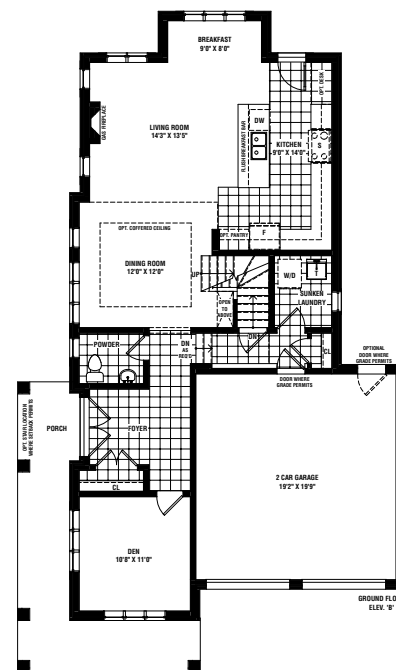 BREAKFAST
9'0" X 8'0"
OPT. DESK
GAS FIREPLACE
LIVING ROOM
14'3" X 13'5"
FLUSH BREAKFAST BAR
DW
KITCHEN
9'0" X 14'0"
S
OPT. COFFERED CEILING
OPT. PANTRY
F
DINING ROOM
12'0" X 12'0"
UP
W/D
SUNKEN
LAUNDRY
OPEN
TO
ABOVE
DN
POWDER
DN
AS
REQ'D
CL
OPTIONAL
DOOR WHERE
GRADE PERMITS
DOOR WHERE
GRADE PERMITS
OPT. STAIR LOCATION
WHERE SETBACK PERMITS
PORCH
FOYER
CL
2 CAR GARAGE
19'2" X 19'9"
DEN
10'8" X 11'0"
GROUND FLO
ELEV. 'B'